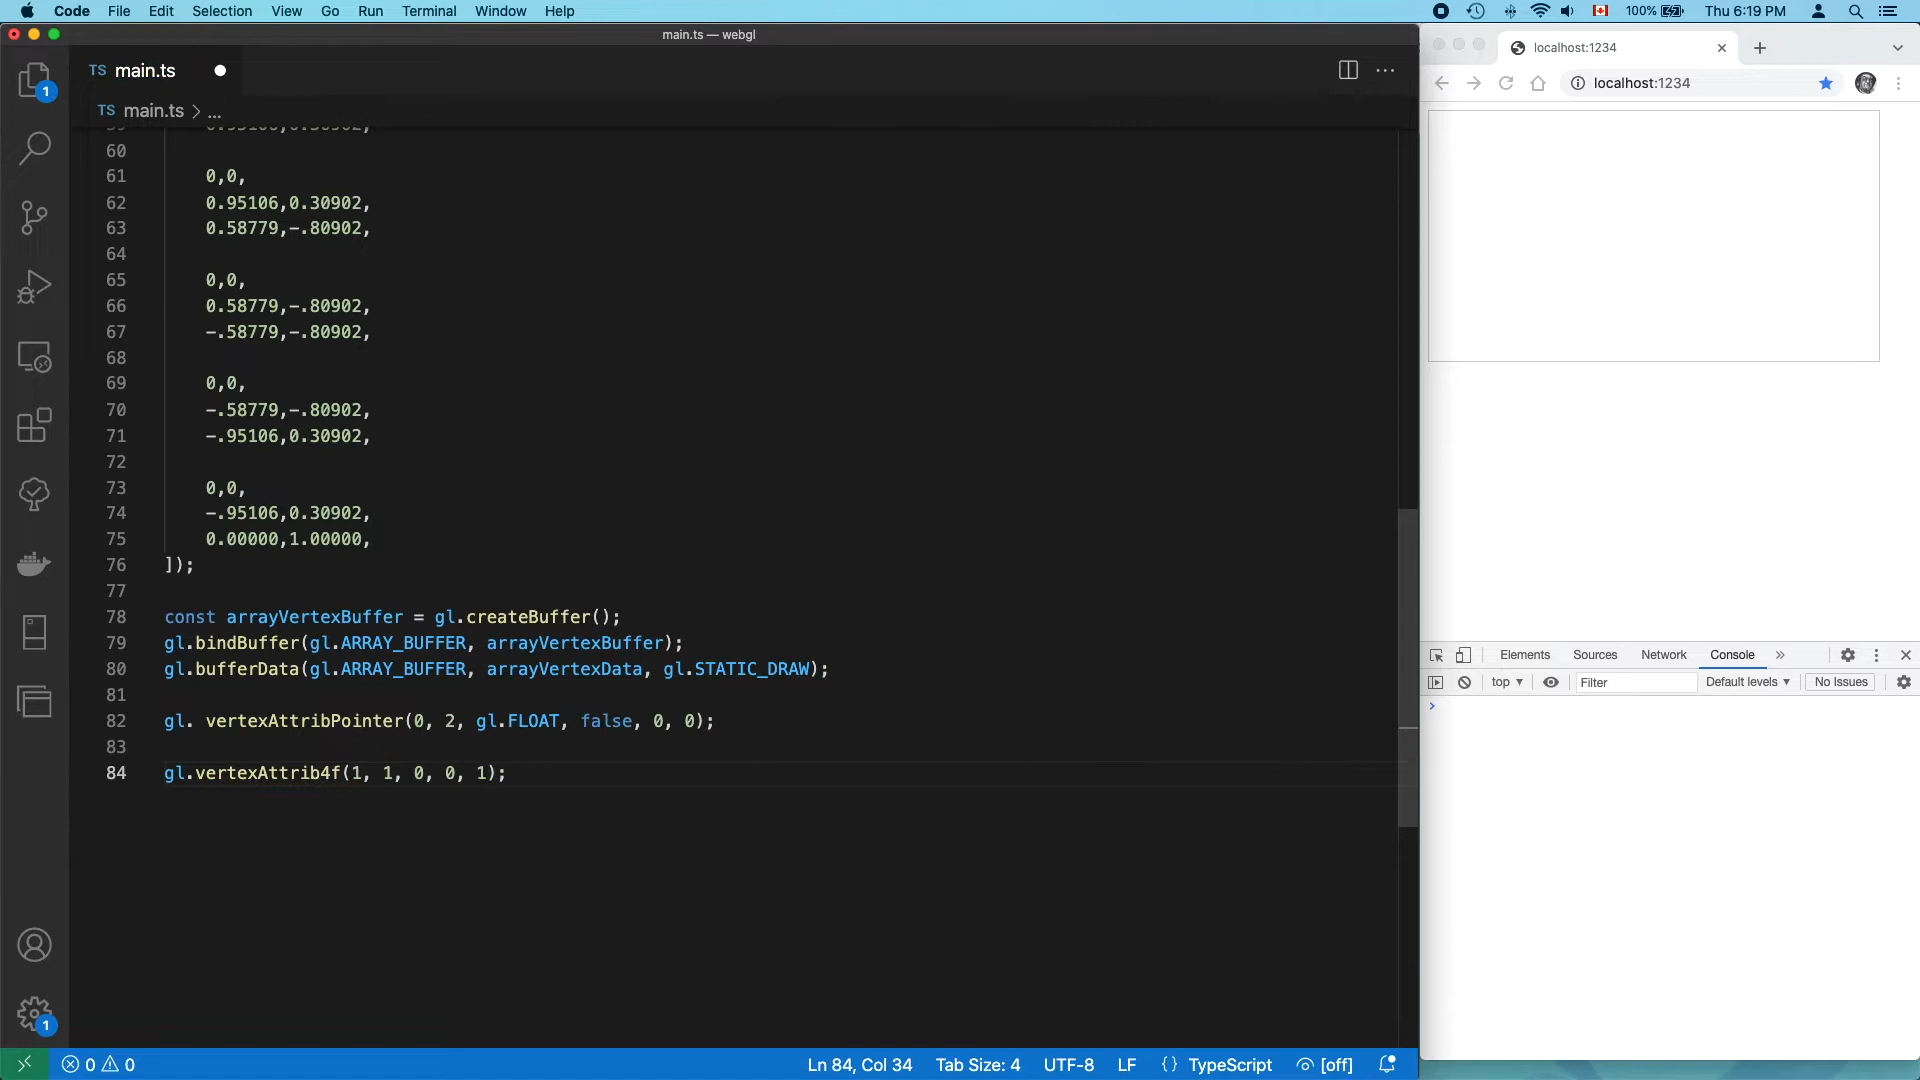 Code File Edit Selection View Go Run Terminal Window Help 100% Thu 6:19 PM
main.ts — webgl
localhost:1234
TS main.ts
localhost:1234
1
TS main.ts > ...
59 0.95106,0.30902,
60
61 0,0,
62 0.95106,0.30902,
63 0.58779,-.80902,
64
65 0,0,
66 0.58779,-.80902,
67 -.58779,-.80902,
68
69 0,0,
70 -.58779,-.80902,
71 -.95106,0.30902,
72
73 0,0,
74 -.95106,0.30902,
75 0.00000,1.00000,
76 ]);
77
78 const arrayVertexBuffer = gl.createBuffer();
79 gl.bindBuffer(gl.ARRAY_BUFFER, arrayVertexBuffer);
80 gl.bufferData(gl.ARRAY_BUFFER, arrayVertexData, gl.STATIC_DRAW);
81
82 gl. vertexAttribPointer(0, 2, gl.FLOAT, false, 0, 0);
83
84 gl.vertexAttrib4f(1, 1, 0, 0, 1);
Elements Sources Network Console »
top ▼ Filter Default levels ▼ No Issues
>
1
0 0 Ln 84, Col 34 Tab Size: 4 UTF-8 LF {} TypeScript [off]